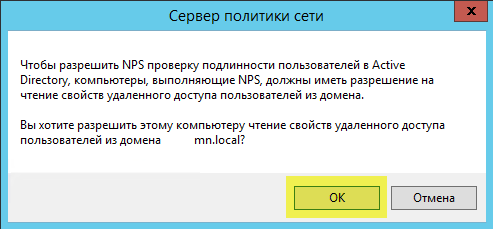 Сервер политики сети
x
Чтобы разрешить NPS проверку подлинности пользователей в Active
Directory, компьютеры, выполняющие NPS, должны иметь разрешение на
чтение свойств удаленного доступа пользователей из домена.
Вы хотите разрешить этому компьютеру чтение свойств удаленного доступа
пользователей из домена mn.local?
ОК
Отмена